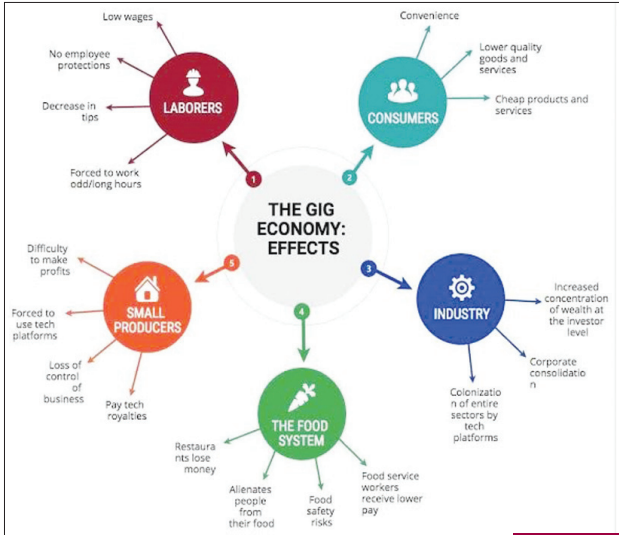 THE GIG
ECONOMY:
EFFECTS
1
LABORERS
Low wages
No employee
protections
Decrease in
tips
Forced to work
odd/long hours
2
CONSUMERS
Convenience
Lower quality
goods and
services
Cheap products and
services
3
INDUSTRY
Increased
concentration
of wealth at the
investor
level
Corporate
consolidatio
n
Colonizatio
n of entire
sectors by
tech
platforms
4
THE FOOD
SYSTEM
Restaura
nts lose
money
Alienates
people
from
their food
Food
safety
risks
Food service
workers
receive lower
pay
5
SMALL
PRODUCERS
Difficulty
to make
profits
Forced to
use tech
platforms
Loss of
control
of
business
Pay tech
royalties